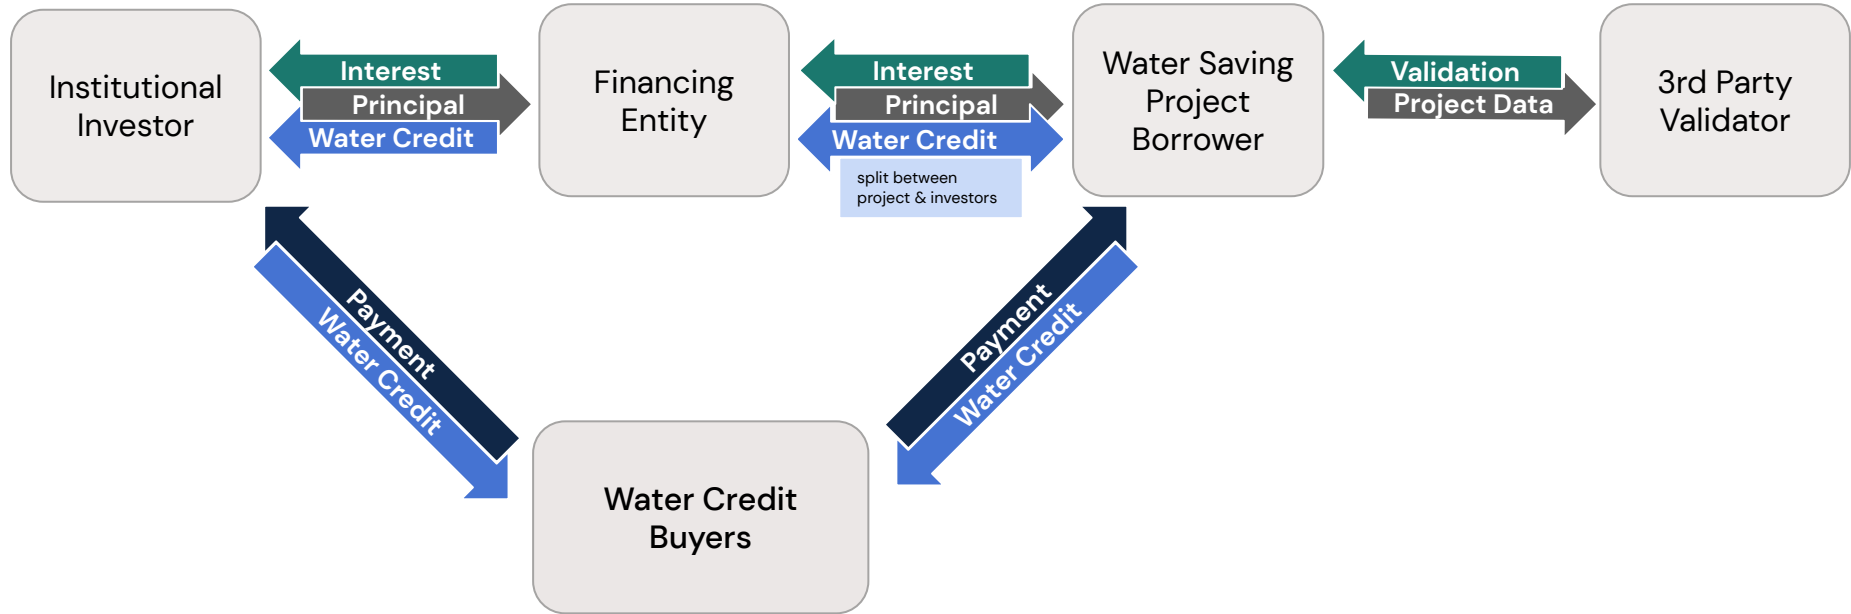 Institutional
Investor
Interest
Principal
Water Credit
Financing
Entity
Interest
Principal
Water Credit
split between
project & investors
Water Saving
Project
Borrower
Validation
Project Data
3rd Party
Validator
Payment
Water Credit
Payment
Water Credit
Water Credit
Buyers